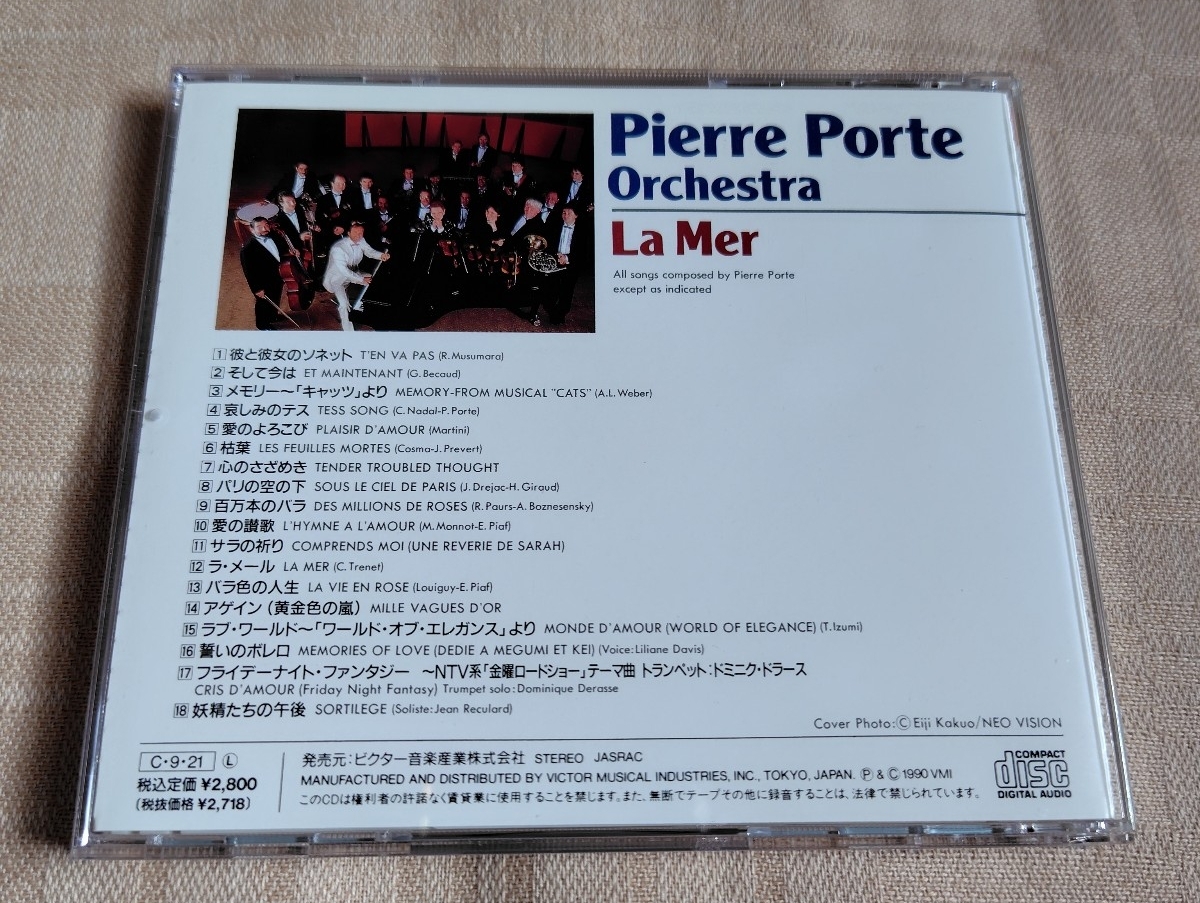 Pierre Porte
Orchestra
La Mer
All songs composed by Pierre Porte
except as indicated
1 彼と彼女のソネット T'EN VA PAS (R.Musumara)
2 そして今は ET MAINTENANT (G.Becaud)
3 メモリー〜「キャッツ」より MEMORY-FROM MUSICAL "CATS" (A.L.Weber)
4 哀しみのテス TESS SONG (C.Nadal-P.Porte)
5 愛のよろこび PLAISIR D'AMOUR (Martini)
6 枯葉 LES FEUILLES MORTES (Cosma-J.Prevert)
7 心のさざめき TENDER TROUBLED THOUGHT
8 パリの空の下 SOUS LE CIEL DE PARIS (J.Drejac-H.Giraud)
9 百万本のバラ DES MILLIONS DE ROSES (R.Paurs-A.Boznesensky)
10 愛の讃歌 L'HYMNE A L'AMOUR (M.Monnot-E.Piaf)
11 サラの祈り COMPRENDS MOI (UNE REVERIE DE SARAH)
12 ラ・メール LA MER (C.Trenet)
13 バラ色の人生 LA VIE EN ROSE (Louiguy-E.Piaf)
14 アゲイン(黄金色の嵐) MILLE VAGUES D'OR
15 ラブ・ワールド〜「ワールド・オブ・エレガンス」より MONDE D'AMOUR (WORLD OF ELEGANCE) (T.Izumi)
16 誓いのボレロ MEMORIES OF LOVE (DEDIE A MEGUMI ET KEI) (Voice:Liliane Davis)
17 フライデーナイト・ファンタジー 〜NTV系「金曜ロードショー」テーマ曲 トランペット:ドミニク・ドラース
CRIS D'AMOUR (Friday Night Fantasy) Trumpet solo:Dominique Derasse
18 妖精たちの午後 SORTILEGE (Soliste:Jean Reculard)
Cover Photo:Ⓒ Eiji Kakuo/NEO VISION
C・9・21 Ⓛ
税込定価 ¥2,800
(税抜価格 ¥2,718)
発売元:ビクター音楽産業株式会社 STEREO JASRAC
MANUFACTURED AND DISTRIBUTED BY VICTOR MUSICAL INDUSTRIES, INC., TOKYO, JAPAN. Ⓟ & Ⓒ 1990 VMI
このCDは権利者の許諾なく賃貸業に使用することを禁じます。また、無断でテープその他に録音することは、法律で禁じられています。
COMPACT
disc
DIGITAL AUDIO